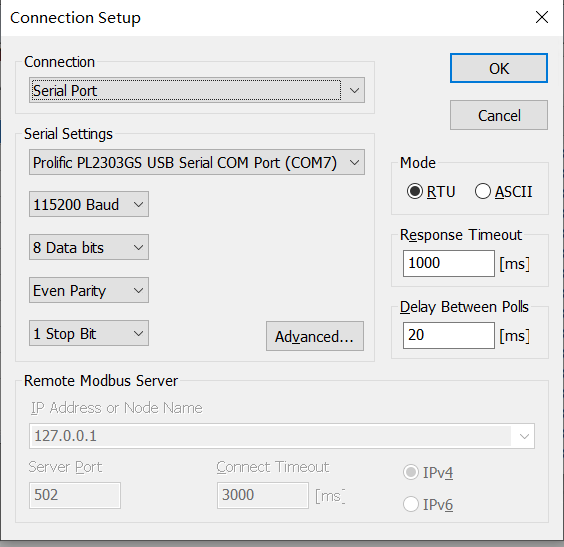 Connection Setup
Connection
Serial Port
OK
Cancel
Serial Settings
Prolific PL2303GS USB Serial COM Port (COM7)
115200 Baud
8 Data bits
Even Parity
1 Stop Bit
Advanced...
Mode
RTU
ASCII
Response Timeout
1000 [ms]
Delay Between Polls
20 [ms]
Remote Modbus Server
IP Address or Node Name
127.0.0.1
Server Port
502
Connect Timeout
3000 [ms]
IPv4
IPv6